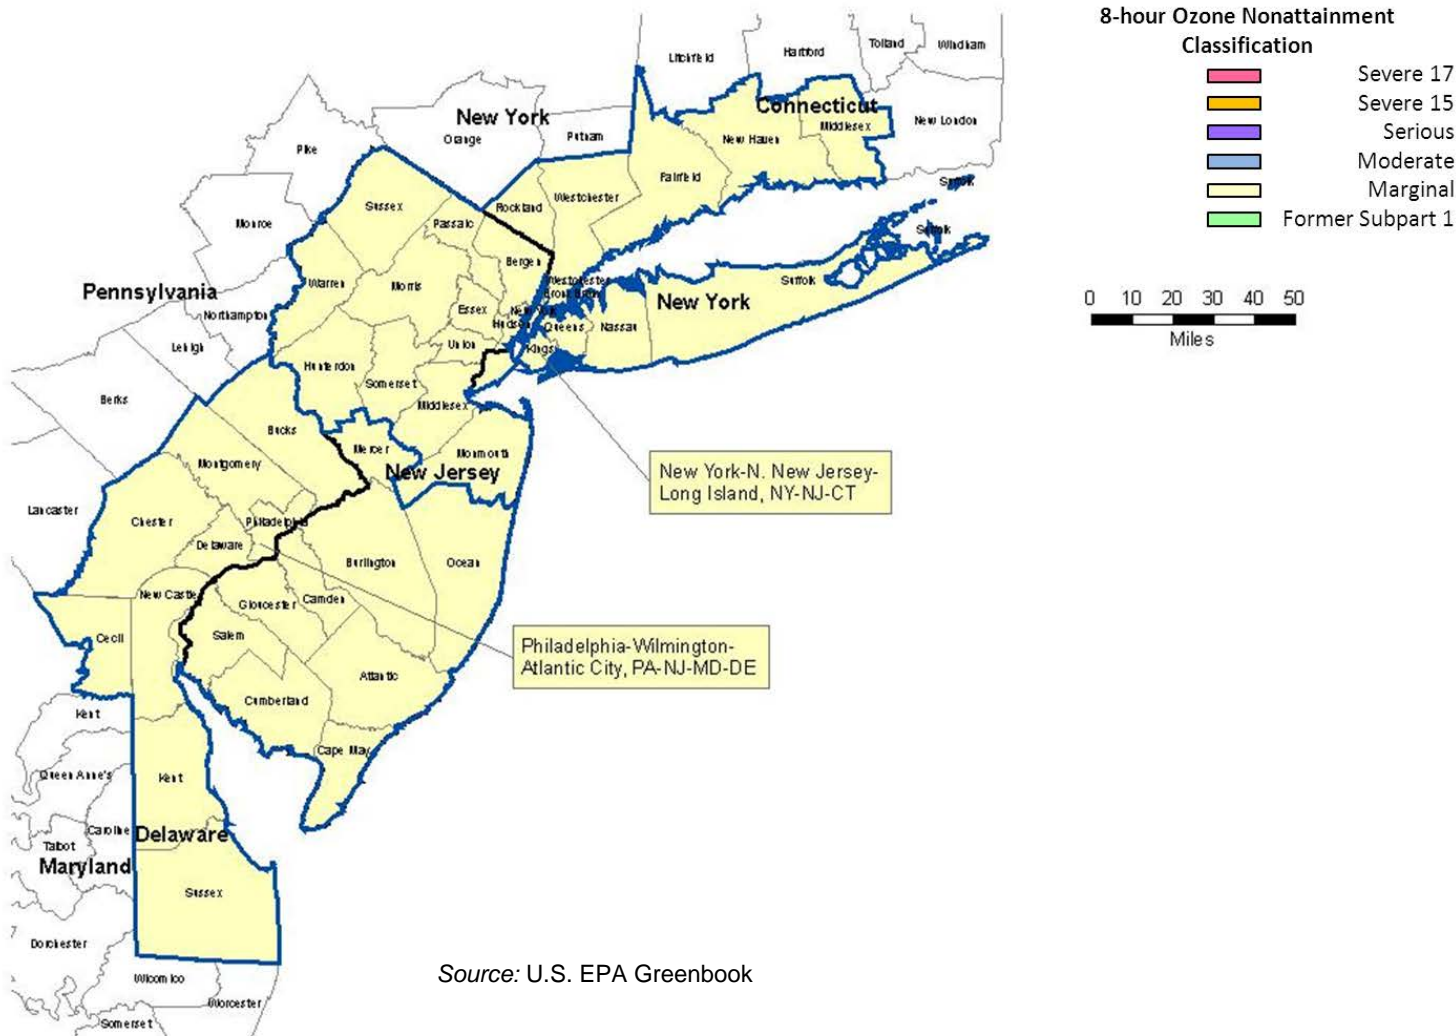 8-hour Ozone Nonattainment
Classification
Severe 17
Severe 15
Serious
Moderate
Marginal
Former Subpart 1
0 10 20 30 40 50
Miles
Litchfield
Hartford
Tolland
Windham
New York
Connecticut
Orange
Putnam
New Haven
Middlesex
New London
Pike
Fairfield
Suffolk
Sussex
Rockland
Westchester
Monroe
Passaic
Suffolk
Bergen
Pennsylvania
Warren
Morris
Westchester
Suffolk
New York
Northampton
Essex
Hudson
Queens
Nassau
Lehigh
Union
Kings
Hunterdon
Somerset
Berks
Middlesex
Bucks
Mercer
Monmouth
Montgomery
New Jersey
New York-N. New Jersey-
Long Island, NY-NJ-CT
Lancaster
Chester
Philadelphia
Delaware
Burlington
Ocean
New Castle
Gloucester
Camden
Cecil
Salem
Philadelphia-Wilmington-
Atlantic City, PA-NJ-MD-DE
Atlantic
Cumberland
Kent
Cape May
Queen Anne's
Kent
Caroline
Delaware
Talbot
Maryland
Sussex
Dorchester
Source: U.S. EPA Greenbook
Wicomico
Worcester
Somerset